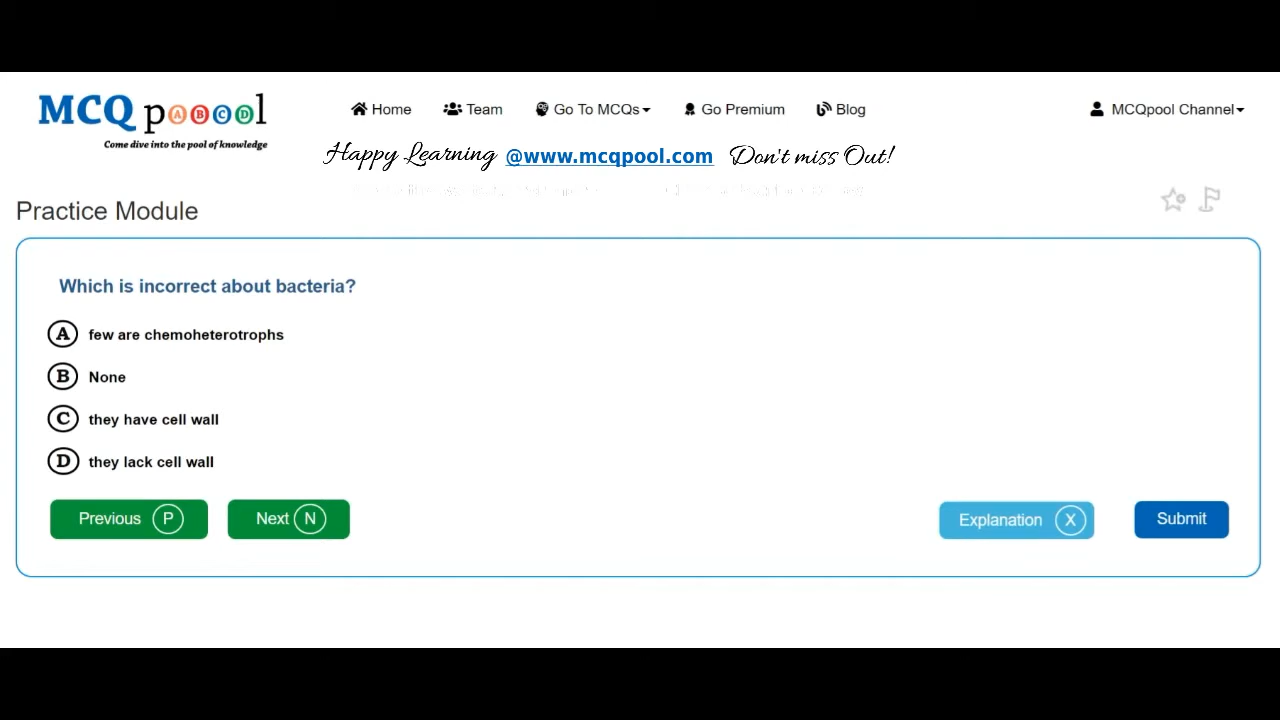 MCQ pABCDl
Come dive into the pool of knowledge
Home Team Go To MCQs Go Premium Blog MCQpool Channel
Happy Learning @www.mcqpool.com Don't miss Out!
Practice Module
Which is incorrect about bacteria?
A few are chemoheterotrophs
B None
C they have cell wall
D they lack cell wall
Previous P Next N Explanation X Submit